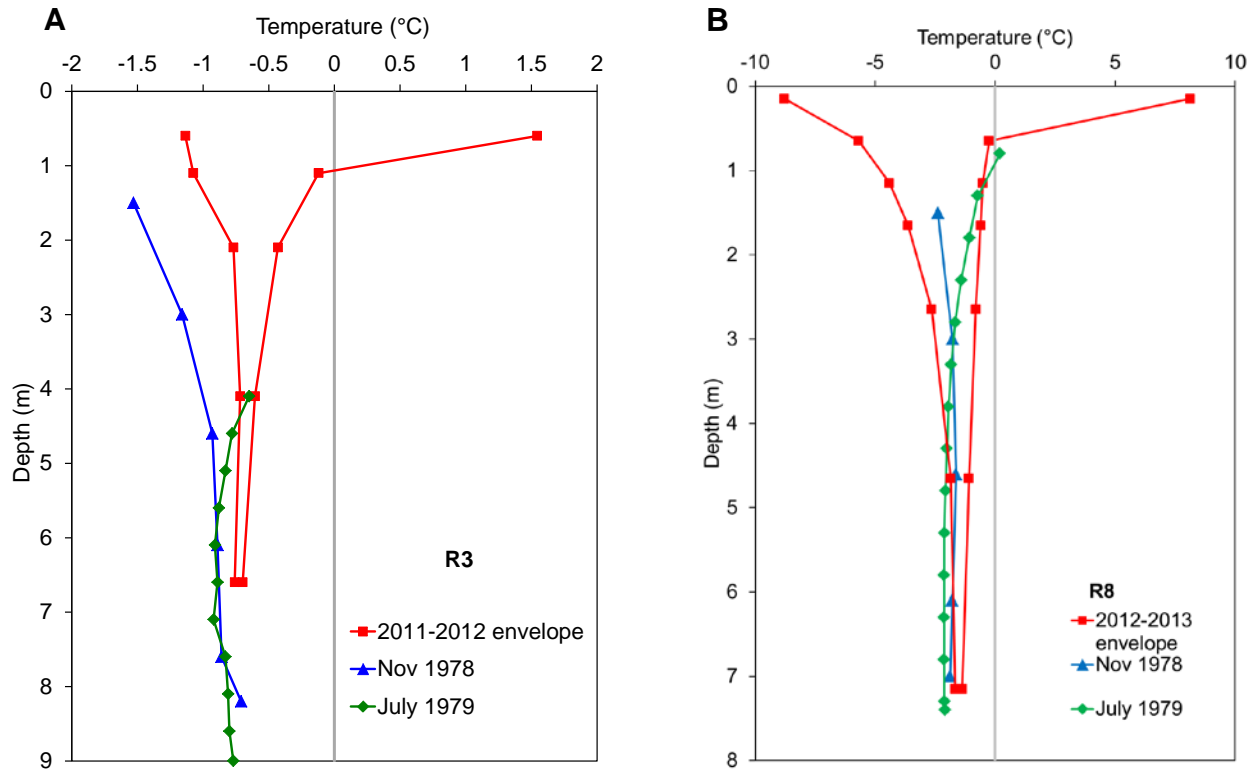 A
Temperature (°C)
-2 -1.5 -1 -0.5 0 0.5 1 1.5 2
0
1
2
3
4
5
6
7
8
9
Depth (m)
R3
2011-2012 envelope
Nov 1978
July 1979
B
Temperature (°C)
-10 -5 0 5 10
0
1
2
3
4
5
6
7
8
Depth (m)
R8
2012-2013
envelope
Nov 1978
July 1979